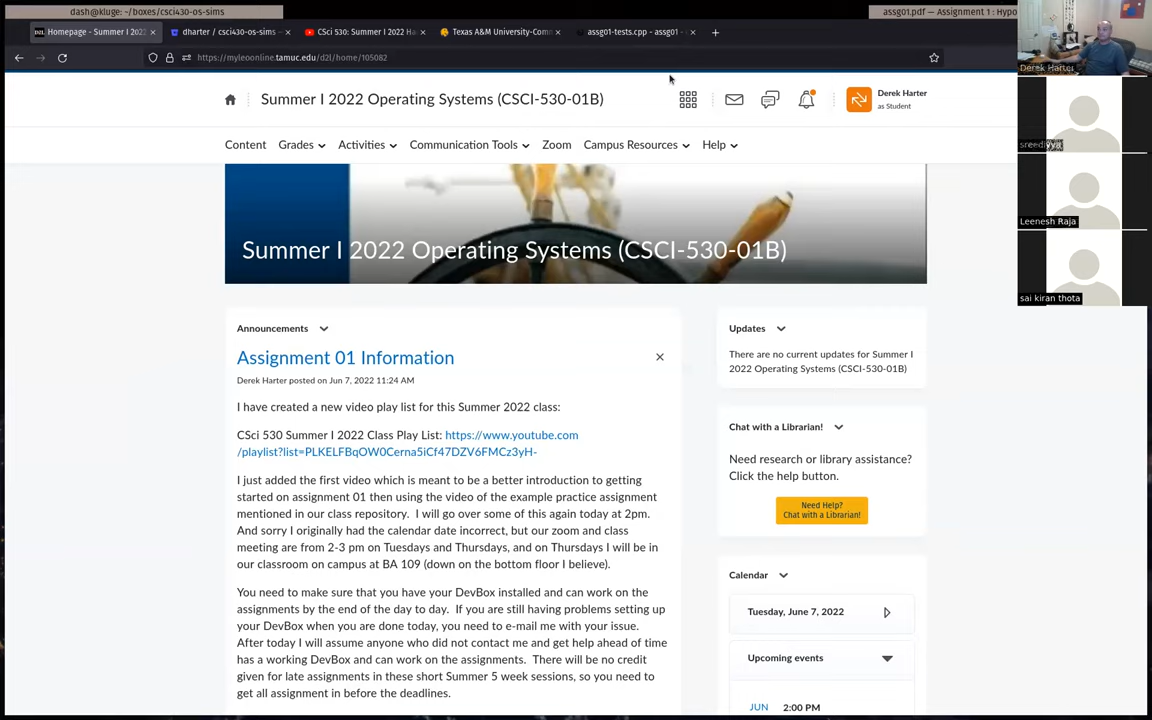 dash@kluge: ~/boxes/csci430-os-sims
assg01.pdf — Assignment 1 : Hypo
Homepage - Summer I 202
dharter / csci430-os-sims —
CSci 530: Summer I 2022 Ha
Texas A&M University-Com
assg01-tests.cpp - assg01 -
https://myleoonline.tamuc.edu/d2l/home/105082
Derek Harter
Summer I 2022 Operating Systems (CSCI-530-01B)
Derek Harter
as Student
Content
Grades
Activities
Communication Tools
Zoom
Campus Resources
Help
Leenesh Raja
sai kiran thota
Summer I 2022 Operating Systems (CSCI-530-01B)
Announcements
Assignment 01 Information
Derek Harter posted on Jun 7, 2022 11:24 AM
I have created a new video play list for this Summer 2022 class:
CSci 530 Summer I 2022 Class Play List: https://www.youtube.com
/playlist?list=PLKELFBqOW0Cerna5iCf47DZV6FMCz3yH-
I just added the first video which is meant to be a better introduction to getting
started on assignment 01 then using the video of the example practice assignment
mentioned in our class repository. I will go over some of this again today at 2pm.
And sorry I originally had the calendar date incorrect, but our zoom and class
meeting are from 2-3 pm on Tuesdays and Thursdays, and on Thursdays I will be in
our classroom on campus at BA 109 (down on the bottom floor I believe).
You need to make sure that you have your DevBox installed and can work on the
assignments by the end of the day to day. If you are still having problems setting up
your DevBox when you are done today, you need to e-mail me with your issue.
After today I will assume anyone who did not contact me and get help ahead of time
has a working DevBox and can work on the assignments. There will be no credit
given for late assignments in these short Summer 5 week sessions, so you need to
get all assignment in before the deadlines.
Updates
There are no current updates for Summer I
2022 Operating Systems (CSCI-530-01B)
Chat with a Librarian!
Need research or library assistance?
Click the help button.
Need Help?
Chat with a Librarian!
Calendar
Tuesday, June 7, 2022
Upcoming events
JUN
2:00 PM